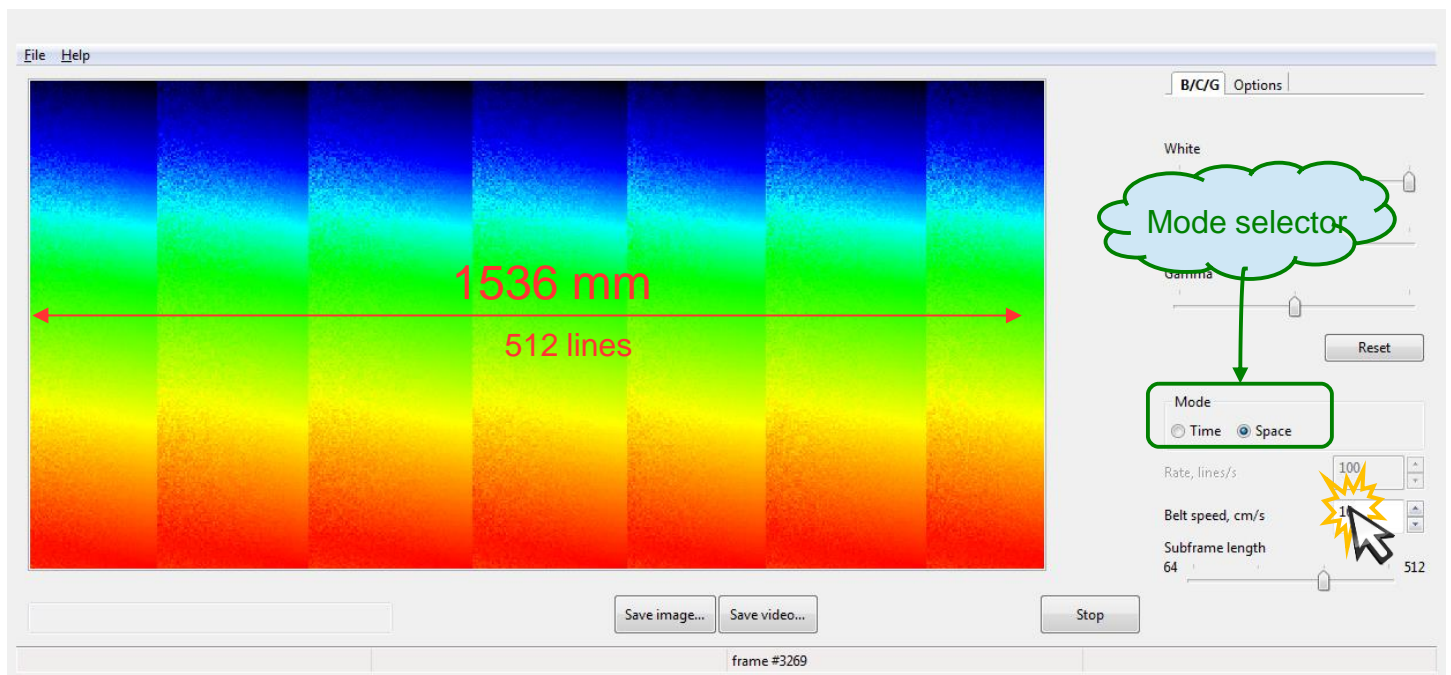 File Help
B/C/G Options
White
Mode selector
Gamma
1536 mm
512 lines
Reset
Mode
Time Space
Rate, lines/s 100
Belt speed, cm/s
Subframe length
64 512
Save image... Save video... Stop
frame #3269